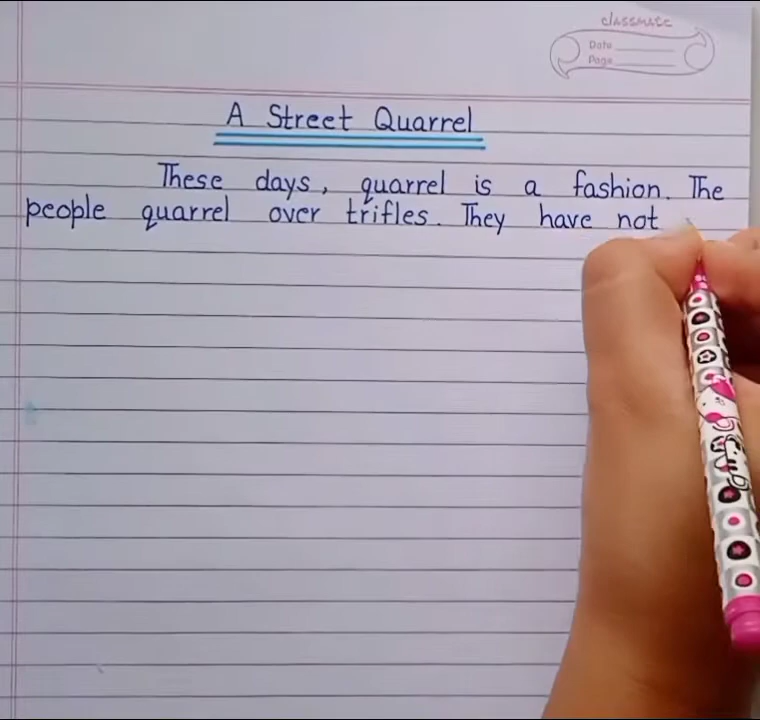 classmate
Date
Page
A Street Quarrel
These days, quarrel is a fashion. The
people quarrel over trifles. They have not